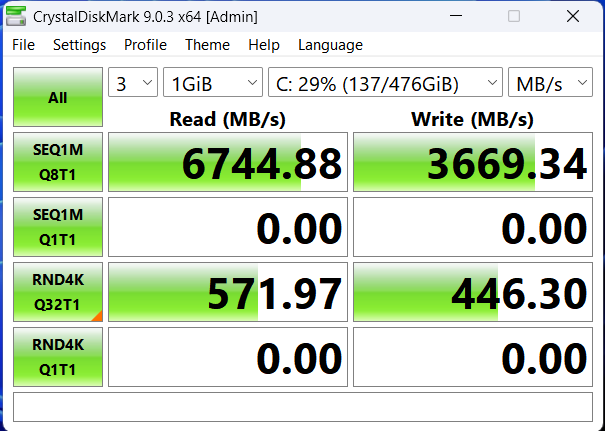 CrystalDiskMark 9.0.3 x64 [Admin]
File Settings Profile Theme Help Language
All 3 1GiB C: 29% (137/476GiB) MB/s
Read (MB/s) Write (MB/s)
SEQ1M
Q8T1
6744.88 3669.34
SEQ1M
Q1T1
0.00 0.00
RND4K
Q32T1
571.97 446.30
RND4K
Q1T1
0.00 0.00